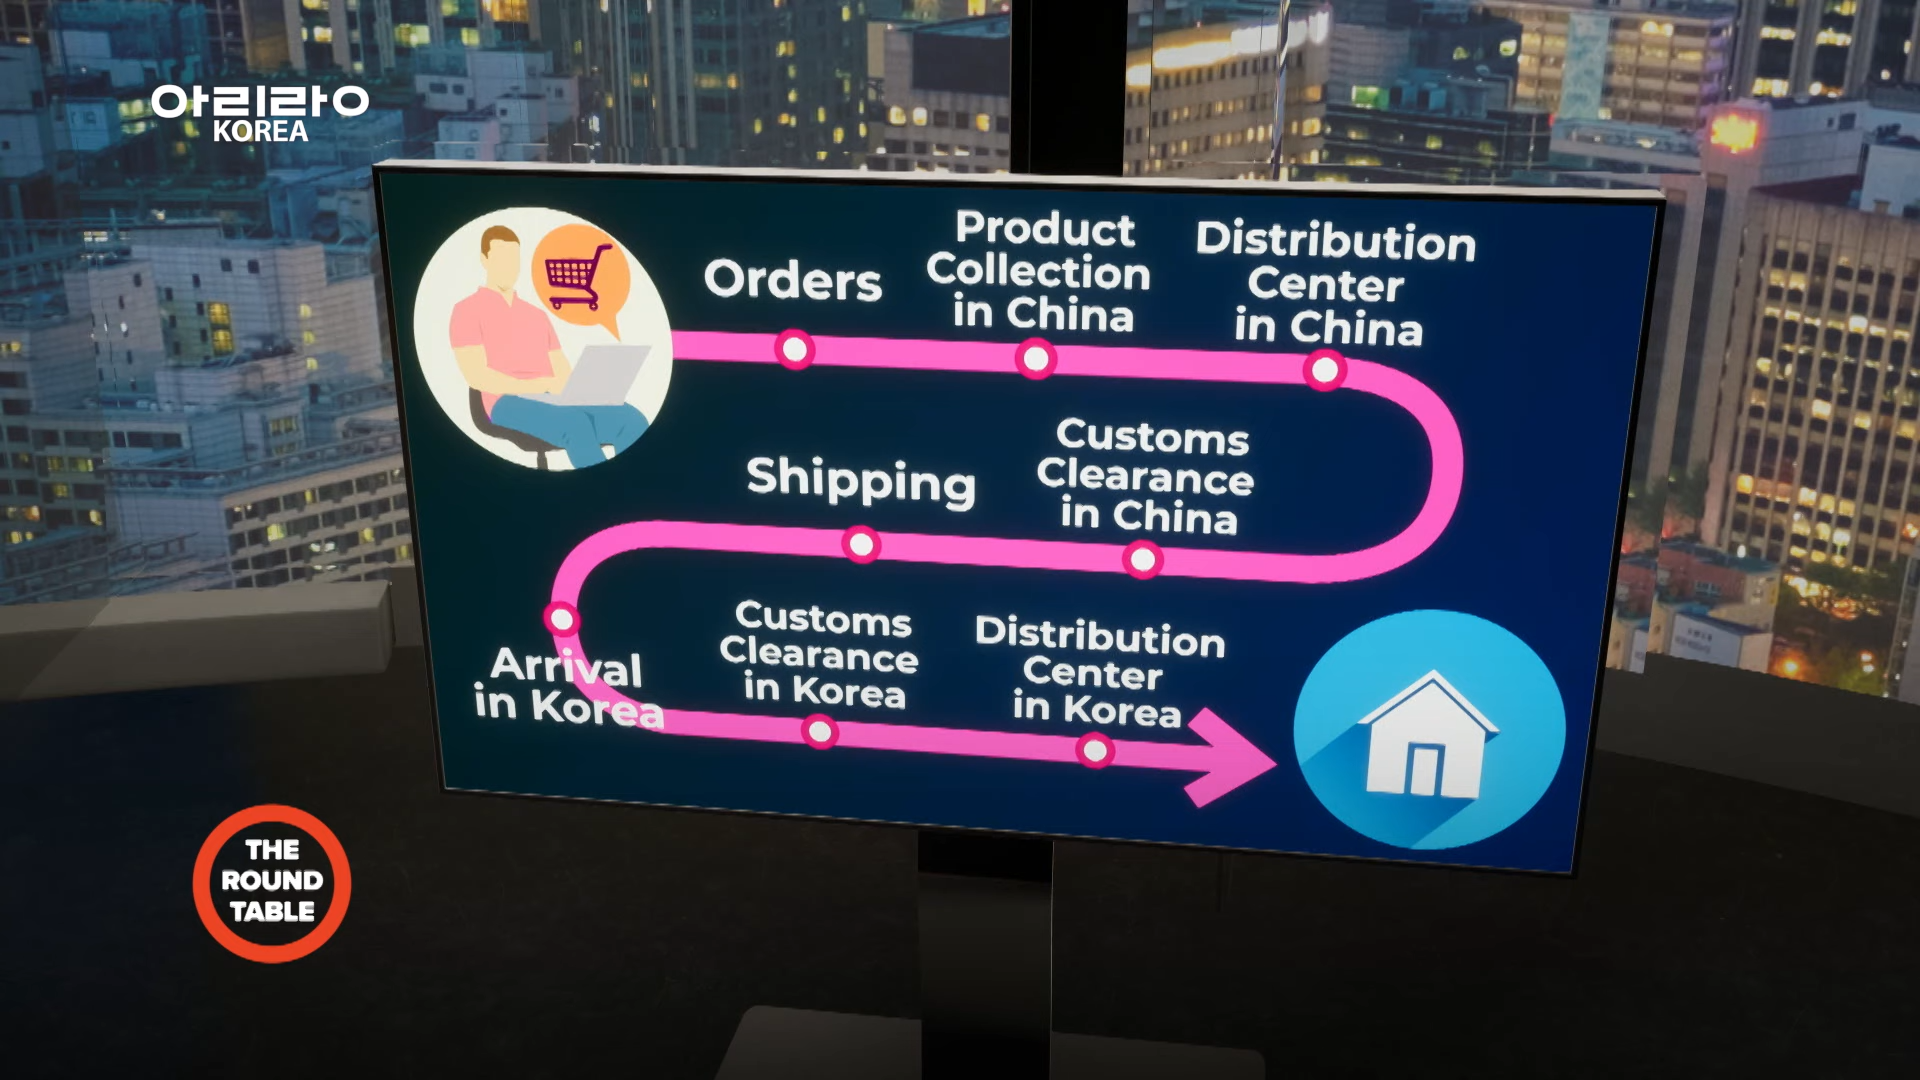 아리랑
KOREA
Orders
Product
Collection
in China
Distribution
Center
in China
Customs
Clearance
in China
Shipping
Arrival
in Korea
Customs
Clearance
in Korea
Distribution
Center
in Korea
THE
ROUND
TABLE